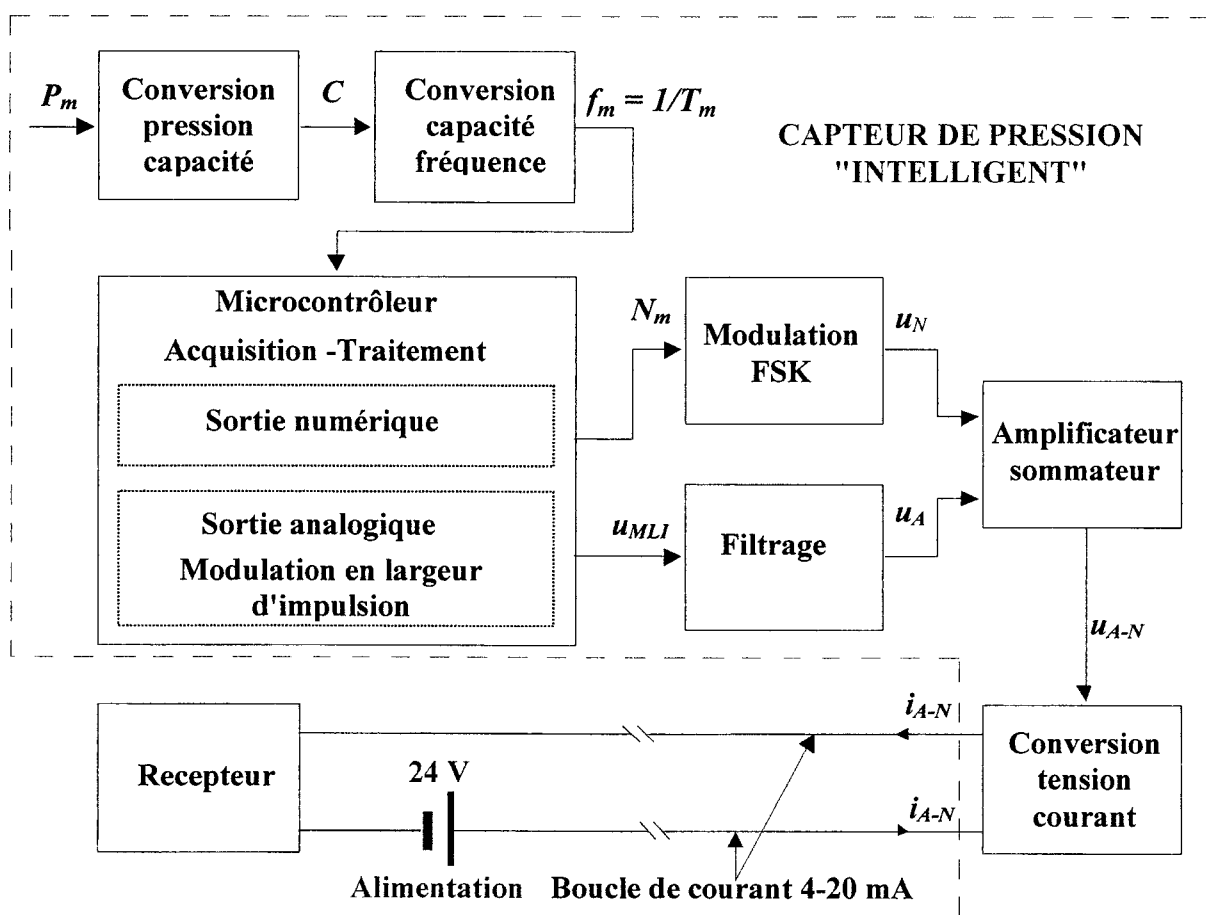 P_m
Conversion
pression
capacité
C
Conversion
capacité
fréquence
f_m = 1/T_m
CAPTEUR DE PRESSION
"INTELLIGENT"
Microcontrôleur
Acquisition -Traitement
Sortie numérique
Sortie analogique
Modulation en largeur
d'impulsion
N_m
Modulation
FSK
u_N
u_MLI
Filtrage
u_A
Amplificateur
sommateur
u_A-N
Recepteur
24 V
Alimentation
i_A-N
i_A-N
Boucle de courant 4-20 mA
Conversion
tension
courant